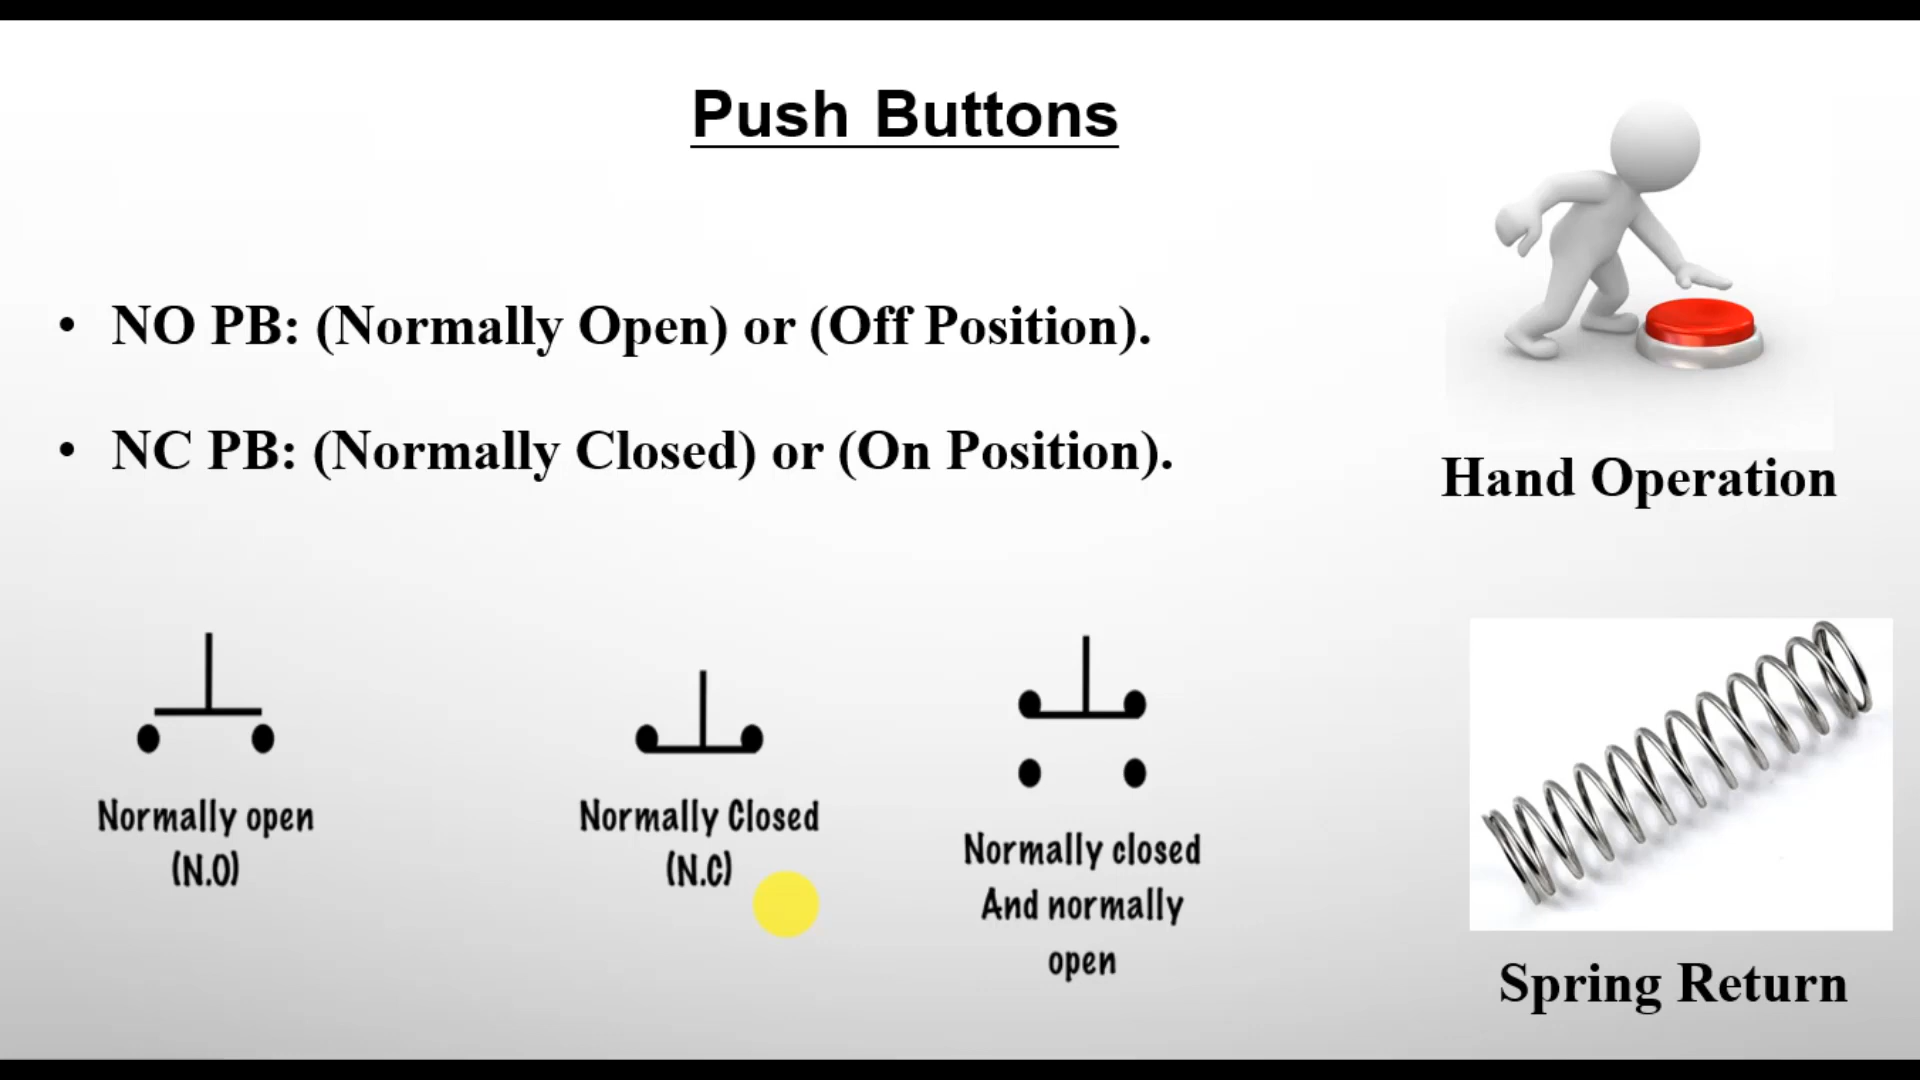 Push Buttons
• NO PB: (Normally Open) or (Off Position).
• NC PB: (Normally Closed) or (On Position).
Hand Operation
Normally open
(N.O)
Normally Closed
(N.C)
Normally closed
And normally
open
Spring Return